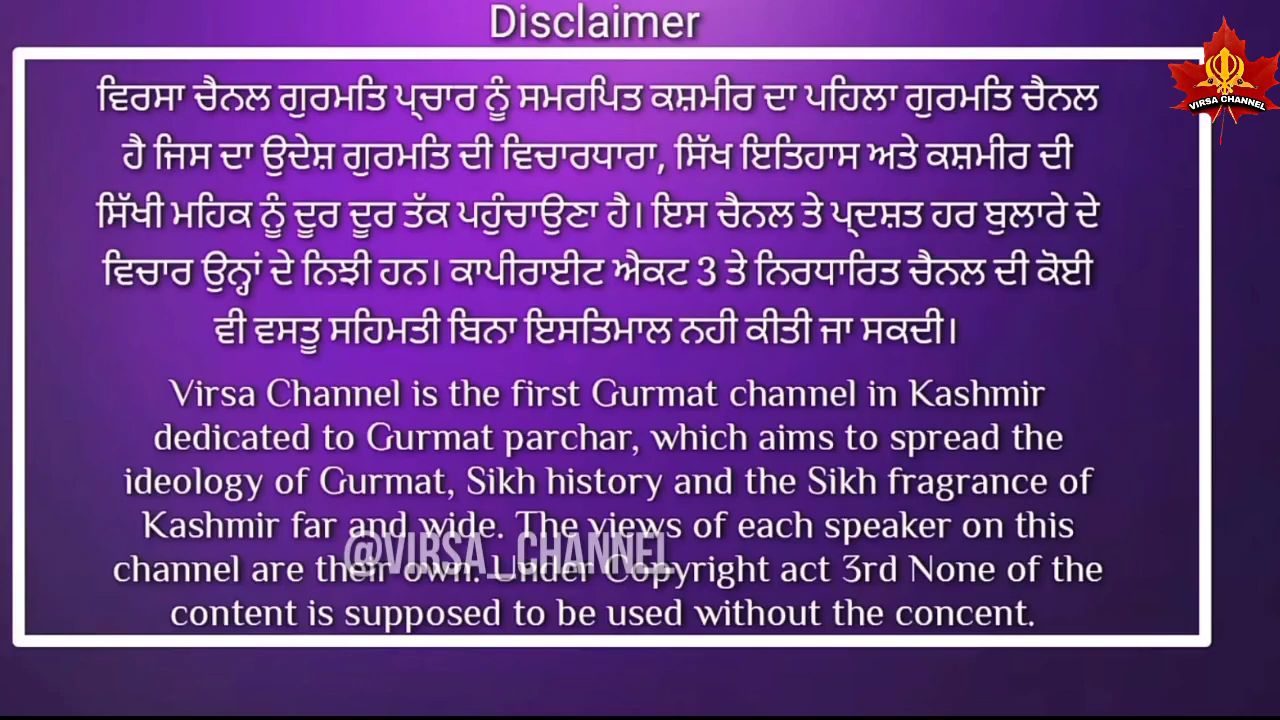 Disclaimer
ਵਿਰਸਾ ਚੈਨਲ ਗੁਰਮਤਿ ਪ੍ਰਚਾਰ ਨੂੰ ਸਮਰਪਿਤ ਕਸ਼ਮੀਰ ਦਾ ਪਹਿਲਾ ਗੁਰਮਤਿ ਚੈਨਲ
ਹੈ ਜਿਸ ਦਾ ਉਦੇਸ਼ ਗੁਰਮਤਿ ਦੀ ਵਿਚਾਰਧਾਰਾ, ਸਿੱਖ ਇਤਿਹਾਸ ਅਤੇ ਕਸ਼ਮੀਰ ਦੀ
ਸਿੱਖੀ ਮਹਿਕ ਨੂੰ ਦੂਰ ਦੂਰ ਤੱਕ ਪਹੁੰਚਾਉਣਾ ਹੈ। ਇਸ ਚੈਨਲ ਤੇ ਪ੍ਰਦਸ਼ਤ ਹਰ ਬੁਲਾਰੇ ਦੇ
ਵਿਚਾਰ ਉਨ੍ਹਾਂ ਦੇ ਨਿਝੀ ਹਨ। ਕਾਪੀਰਾਈਟ ਐਕਟ 3 ਤੇ ਨਿਰਧਾਰਿਤ ਚੈਨਲ ਦੀ ਕੋਈ
ਵੀ ਵਸਤੂ ਸਹਿਮਤੀ ਬਿਨਾ ਇਸਤਿਮਾਲ ਨਹੀ ਕੀਤੀ ਜਾ ਸਕਦੀ।
Virsa Channel is the first Gurmat channel in Kashmir
dedicated to Gurmat parchar, which aims to spread the
ideology of Gurmat, Sikh history and the Sikh fragrance of
Kashmir far and wide. The views of each speaker on this
channel are their own. Under Copyright act 3rd None of the
content is supposed to be used without the concent.
@VIRSA_CHANNEL
VIRSA CHANNEL